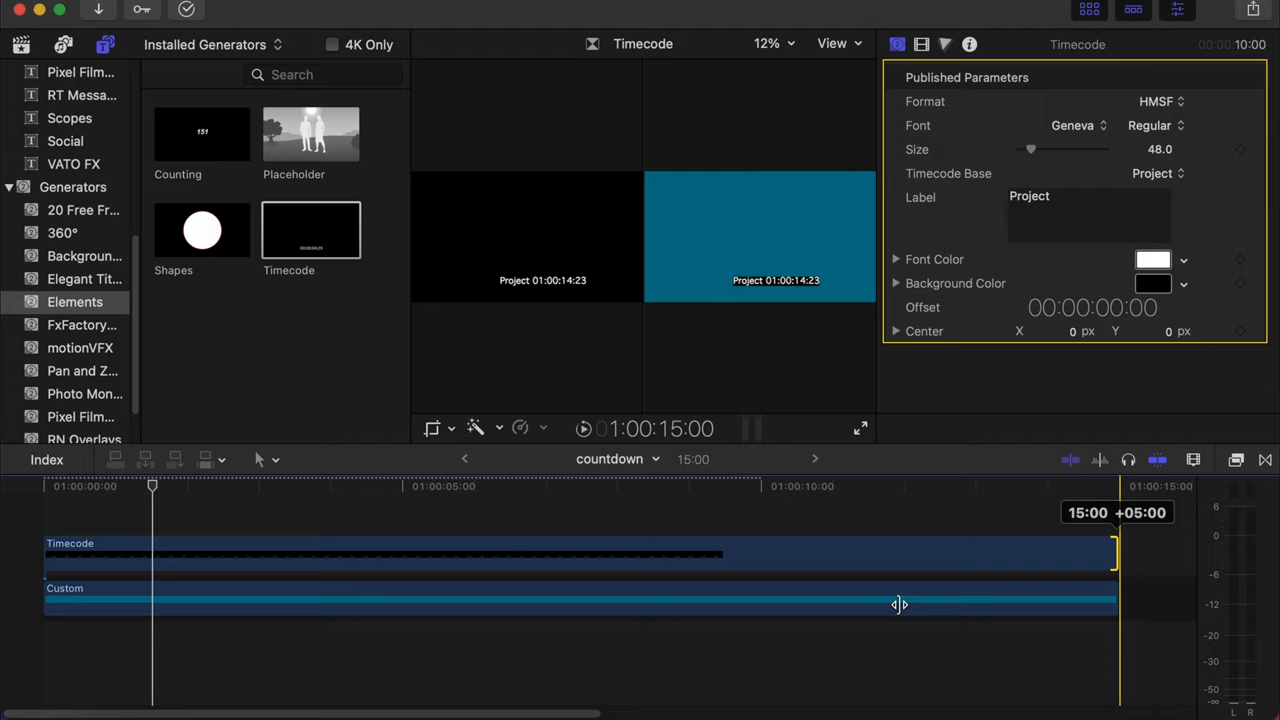 Installed Generators
4K Only
Timecode
12%
View
Timecode
00:00:10:00
Search
Pixel Film...
RT Messa...
Scopes
Social
VATO FX
Generators
20 Free Fr...
360°
Backgroun...
Elegant Tit...
Elements
FxFactory...
motionVFX
Pan and Z...
Photo Mon...
Pixel Film...
RN Overlays
151
Counting
Placeholder
Shapes
Timecode
Project 01:00:14:23
Project 01:00:14:23
Published Parameters
Format HMSF
Font Geneva Regular
Size 48.0
Timecode Base Project
Label Project
Font Color
Background Color
Offset 00:00:00:00
Center X 0 px Y 0 px
01:00:15:00
Index
countdown 15:00
01:00:00:00 01:00:05:00 01:00:10:00 01:00:15:00
15:00 +05:00
Timecode
Custom
6
0
-6
-12
-20
-30
-50
-∞
L R